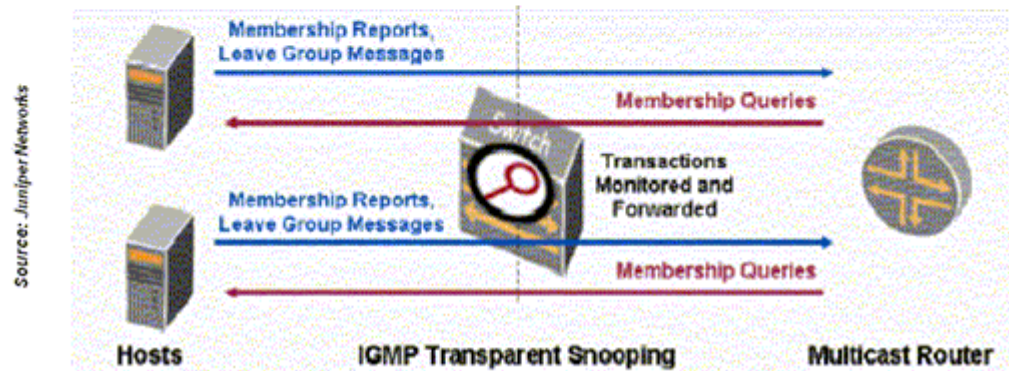 Source: Juniper Networks
Membership Reports,
Leave Group Messages
Membership Queries
Switch
Transactions
Monitored and
Forwarded
Membership Reports,
Leave Group Messages
Membership Queries
Hosts
IGMP Transparent Snooping
Multicast Router